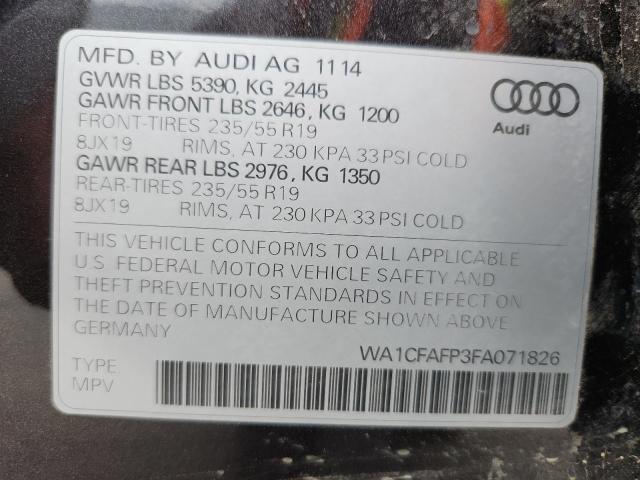 MFD. BY AUDI AG 1114
GVWR LBS 5390, KG 2445
GAWR FRONT LBS 2646, KG 1200
FRONT-TIRES 235/55 R19
8JX19 RIMS, AT 230 KPA 33 PSI COLD
GAWR REAR LBS 2976, KG 1350
REAR-TIRES 235/55 R19
8JX19 RIMS, AT 230 KPA 33 PSI COLD
Audi
THIS VEHICLE CONFORMS TO ALL APPLICABLE
U.S. FEDERAL MOTOR VEHICLE SAFETY AND
THEFT PREVENTION STANDARDS IN EFFECT ON
THE DATE OF MANUFACTURE SHOWN ABOVE
GERMANY
WA1CFAFP3FA071826
TYPE:
MPV